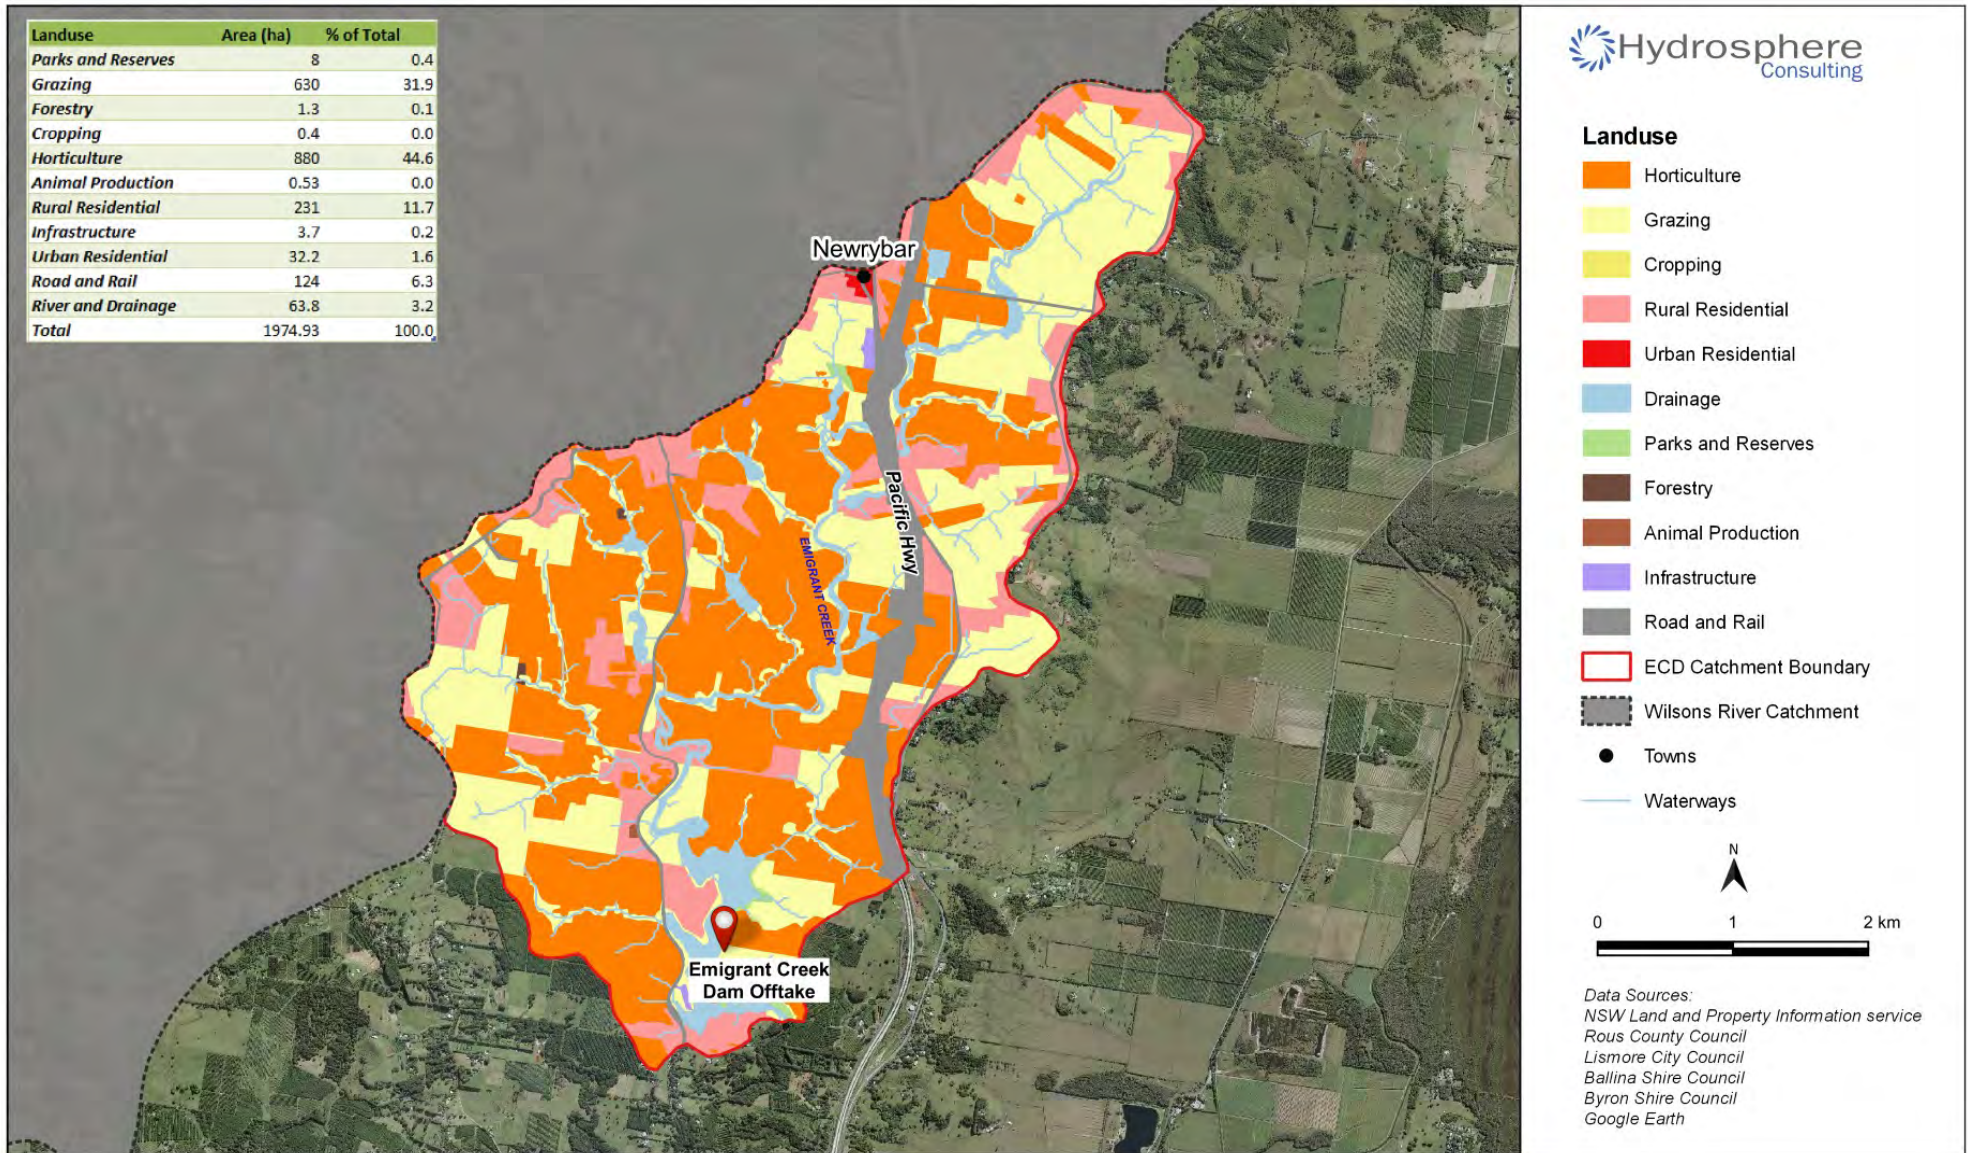 Landuse Area (ha) % of Total
Parks and Reserves 8 0.4
Grazing 630 31.9
Forestry 1.3 0.1
Cropping 0.4 0.0
Horticulture 880 44.6
Animal Production 0.53 0.0
Rural Residential 231 11.7
Infrastructure 3.7 0.2
Urban Residential 32.2 1.6
Road and Rail 124 6.3
River and Drainage 63.8 3.2
Total 1974.93 100.0
Newrybar
Pacific Hwy
EMIGRANT CREEK
Emigrant Creek
Dam Offtake
Hydrosphere
Consulting
Landuse
Horticulture
Grazing
Cropping
Rural Residential
Urban Residential
Drainage
Parks and Reserves
Forestry
Animal Production
Infrastructure
Road and Rail
ECD Catchment Boundary
Wilsons River Catchment
Towns
Waterways
N
0 1 2 km
Data Sources:
NSW Land and Property Information service
Rous County Council
Lismore City Council
Ballina Shire Council
Byron Shire Council
Google Earth